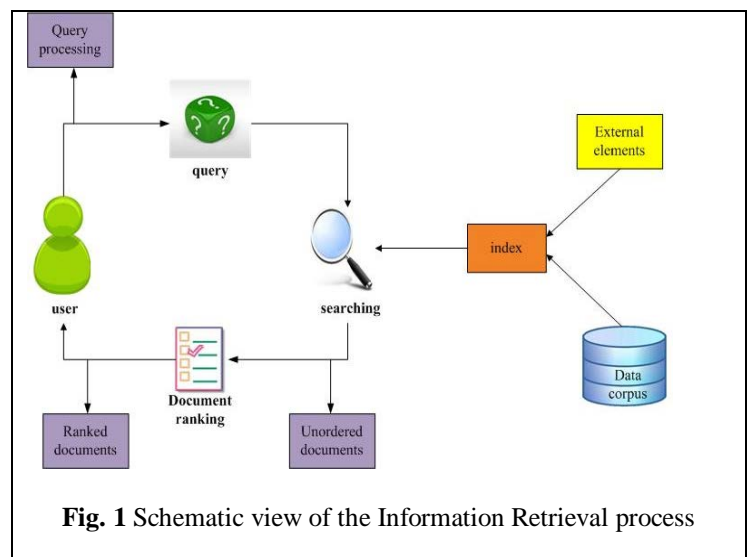 Query
processing
? ? ?
query
External
elements
index
user
searching
Data
corpus
Document
ranking
Ranked
documents
Unordered
documents
Fig. 1 Schematic view of the Information Retrieval process